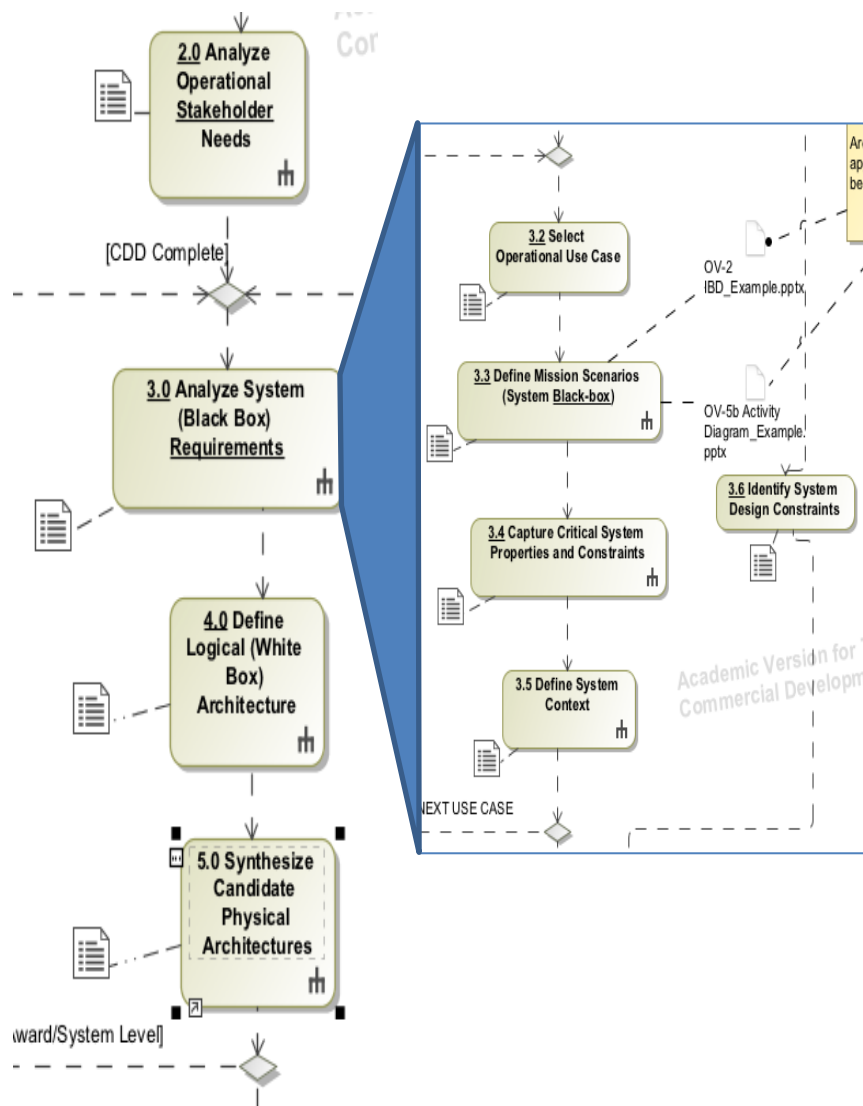 2.0 Analyze
Operational
Stakeholder
Needs
[CDD Complete]
3.0 Analyze System
(Black Box)
Requirements
4.0 Define
Logical (White
Box)
Architecture
5.0 Synthesize
Candidate
Physical
Architectures
ward/System Level]
3.2 Select
Operational Use Case
OV-2
IBD_Example.pptx
3.3 Define Mission Scenarios
(System Black-box)
OV-5b Activity
Diagram_Example.
pptx
3.6 Identify System
Design Constraints
3.4 Capture Critical System
Properties and Constraints
3.5 Define System
Context
NEXT USE CASE
Academic Version for
Commercial Developm